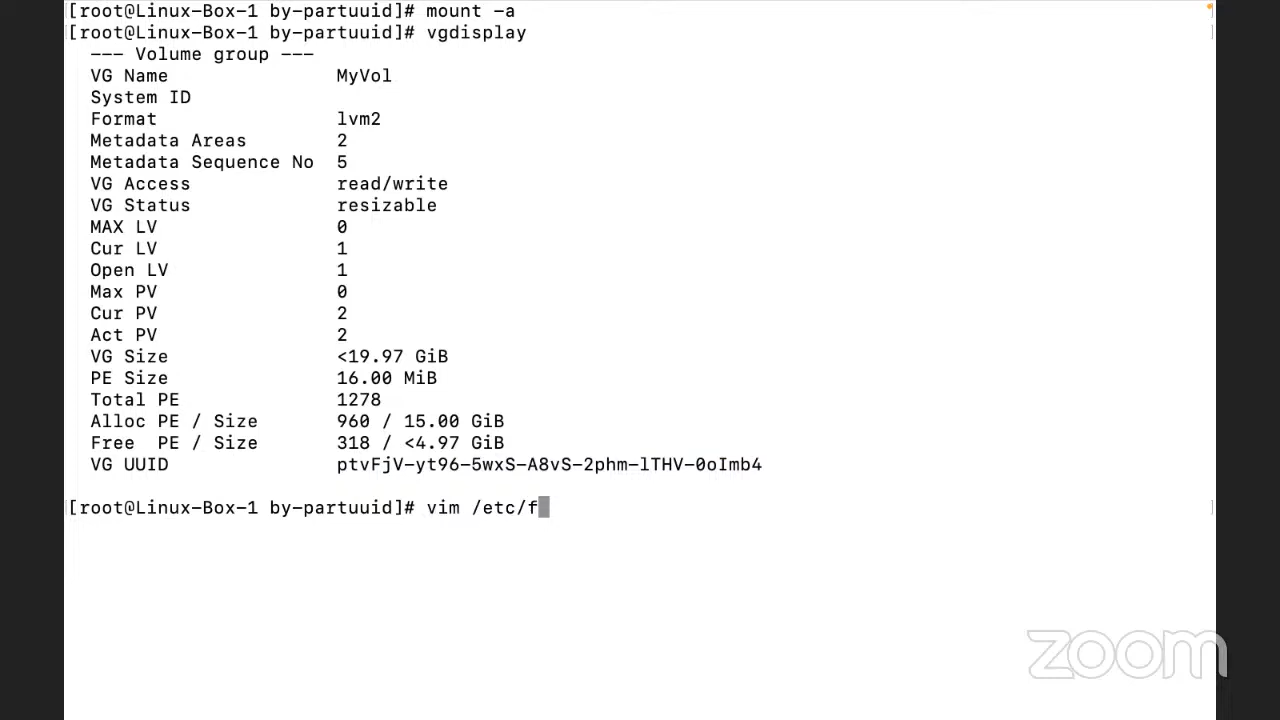 [root@Linux-Box-1 by-partuuid]# mount -a
[root@Linux-Box-1 by-partuuid]# vgdisplay
--- Volume group ---
VG Name MyVol
System ID
Format lvm2
Metadata Areas 2
Metadata Sequence No 5
VG Access read/write
VG Status resizable
MAX LV 0
Cur LV 1
Open LV 1
Max PV 0
Cur PV 2
Act PV 2
VG Size <19.97 GiB
PE Size 16.00 MiB
Total PE 1278
Alloc PE / Size 960 / 15.00 GiB
Free PE / Size 318 / <4.97 GiB
VG UUID ptvFjV-yt96-5wxS-A8vS-2phm-lTHV-0oImb4
[root@Linux-Box-1 by-partuuid]# vim /etc/f
zoom